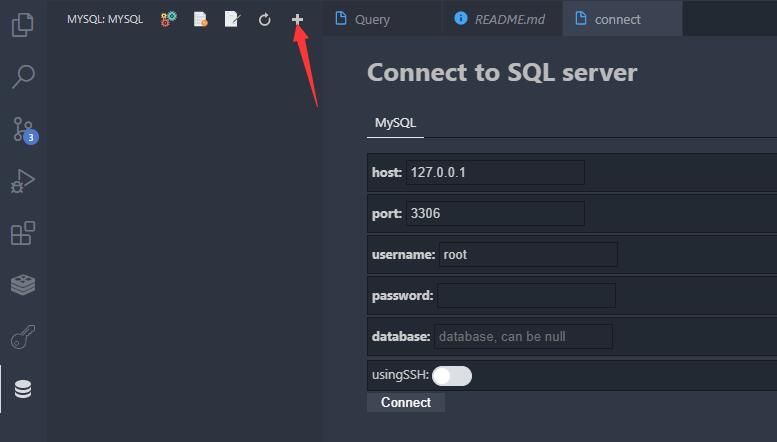 MYSQL: MYSQL
Query
README.md
connect
Connect to SQL server
MySQL
host: 127.0.0.1
port: 3306
username: root
password:
database: database, can be null
usingSSH:
Connect
3